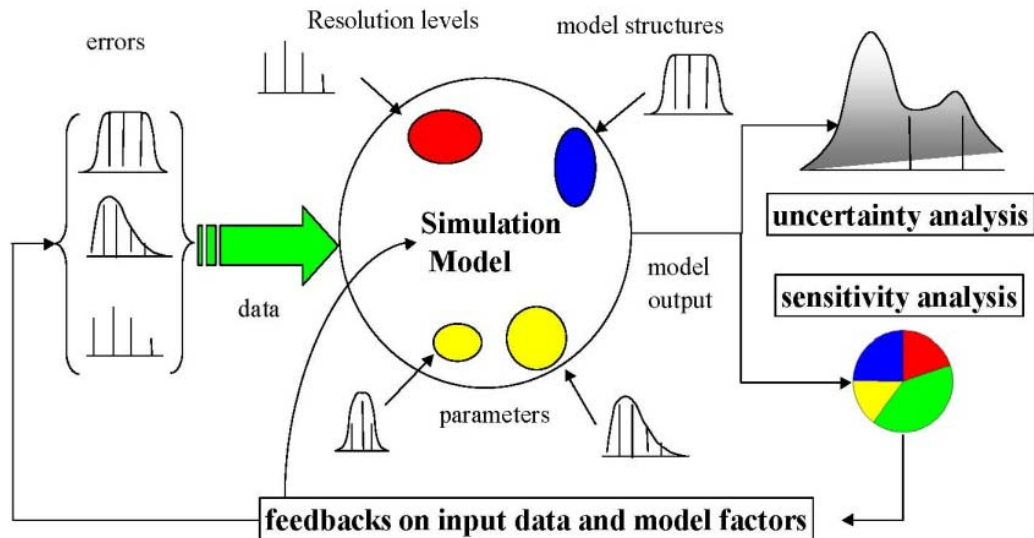 Resolution levels
model structures
errors
Simulation
Model
uncertainty analysis
model
output
sensitivity analysis
data
parameters
feedbacks on input data and model factors